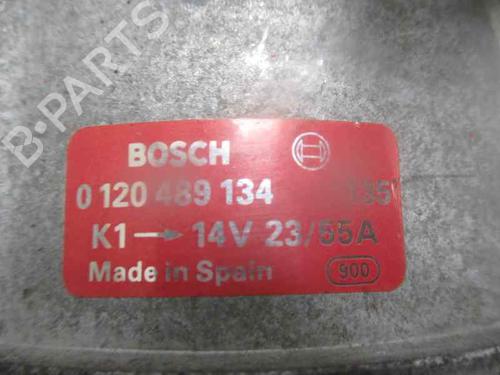 B-PARTS
BOSCH
0 120 489 134 135
K1 → 14V 23/55A
Made in Spain 900